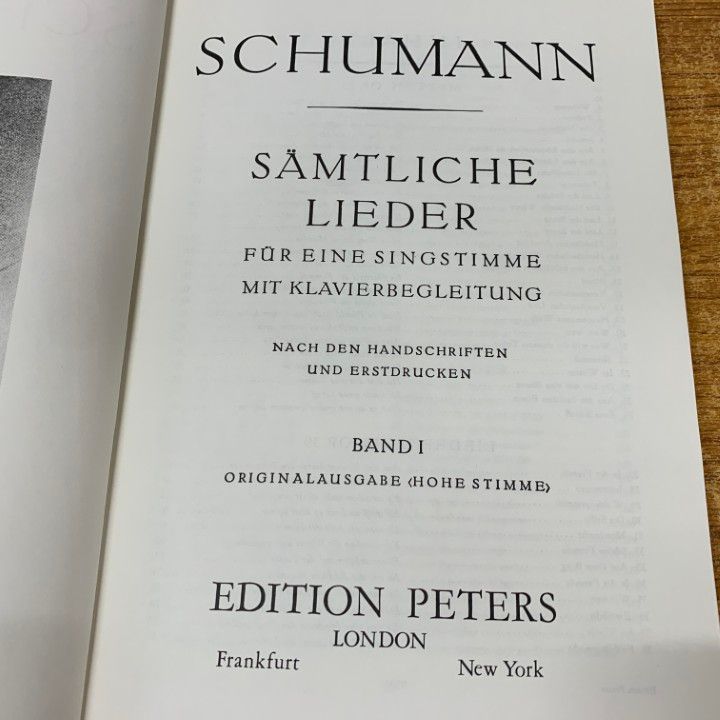 SCHUMANN
SÄMTLICHE
LIEDER
FÜR EINE SINGSTIMME
MIT KLAVIERBEGLEITUNG
NACH DEN HANDSCHRIFTEN
UND ERSTDRUCKEN
BAND I
ORIGINALAUSGABE ‹HOHE STIMME›
EDITION PETERS
LONDON
Frankfurt New York